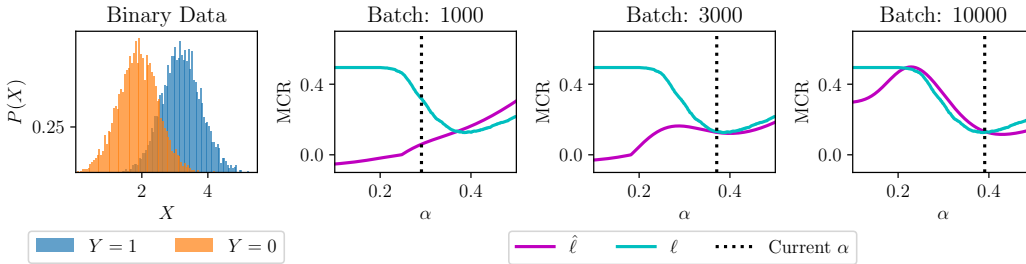 Binary Data
P(X)
0.25
2 4
X
Y = 1 Y = 0
Batch: 1000
MCR
0.4
0.0
0.2 0.4
α
Batch: 3000
MCR
0.4
0.0
0.2 0.4
α
Batch: 10000
MCR
0.4
0.0
0.2 0.4
α
ℓ̂ ℓ Current α